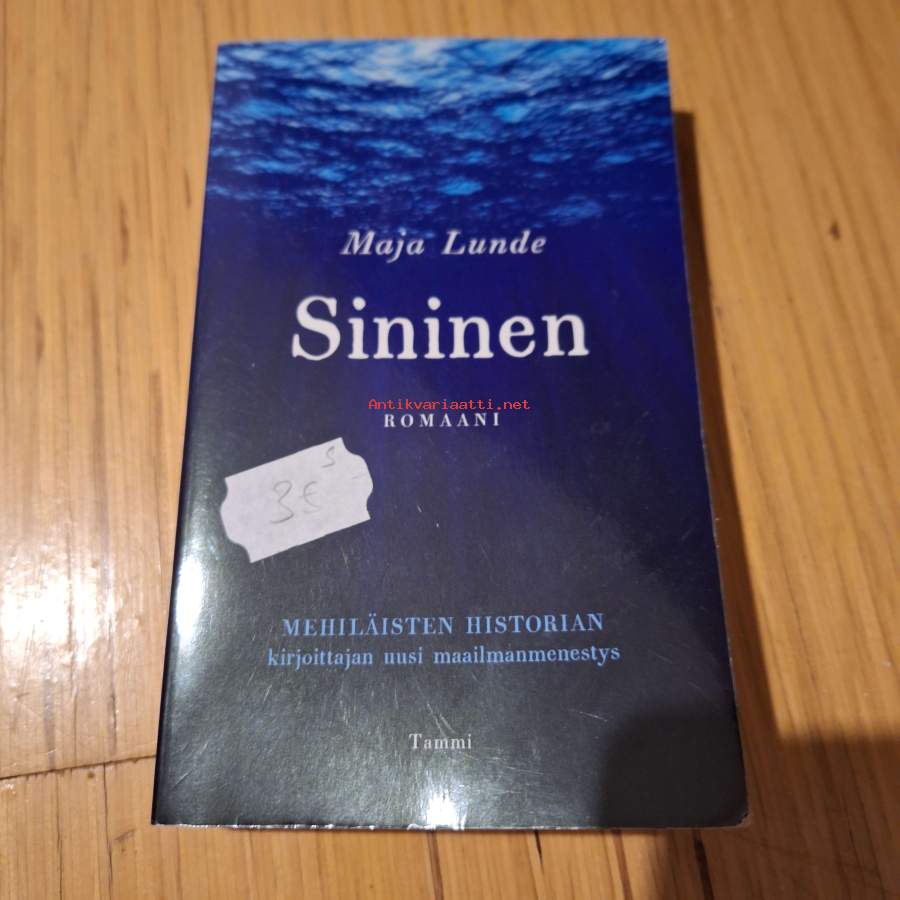 Maja Lunde
Sininen
Antikvariaatti.net
ROMAANI
3€
MEHILÄISTEN HISTORIAN
kirjoittajan uusi maailmanmenestys
Tammi